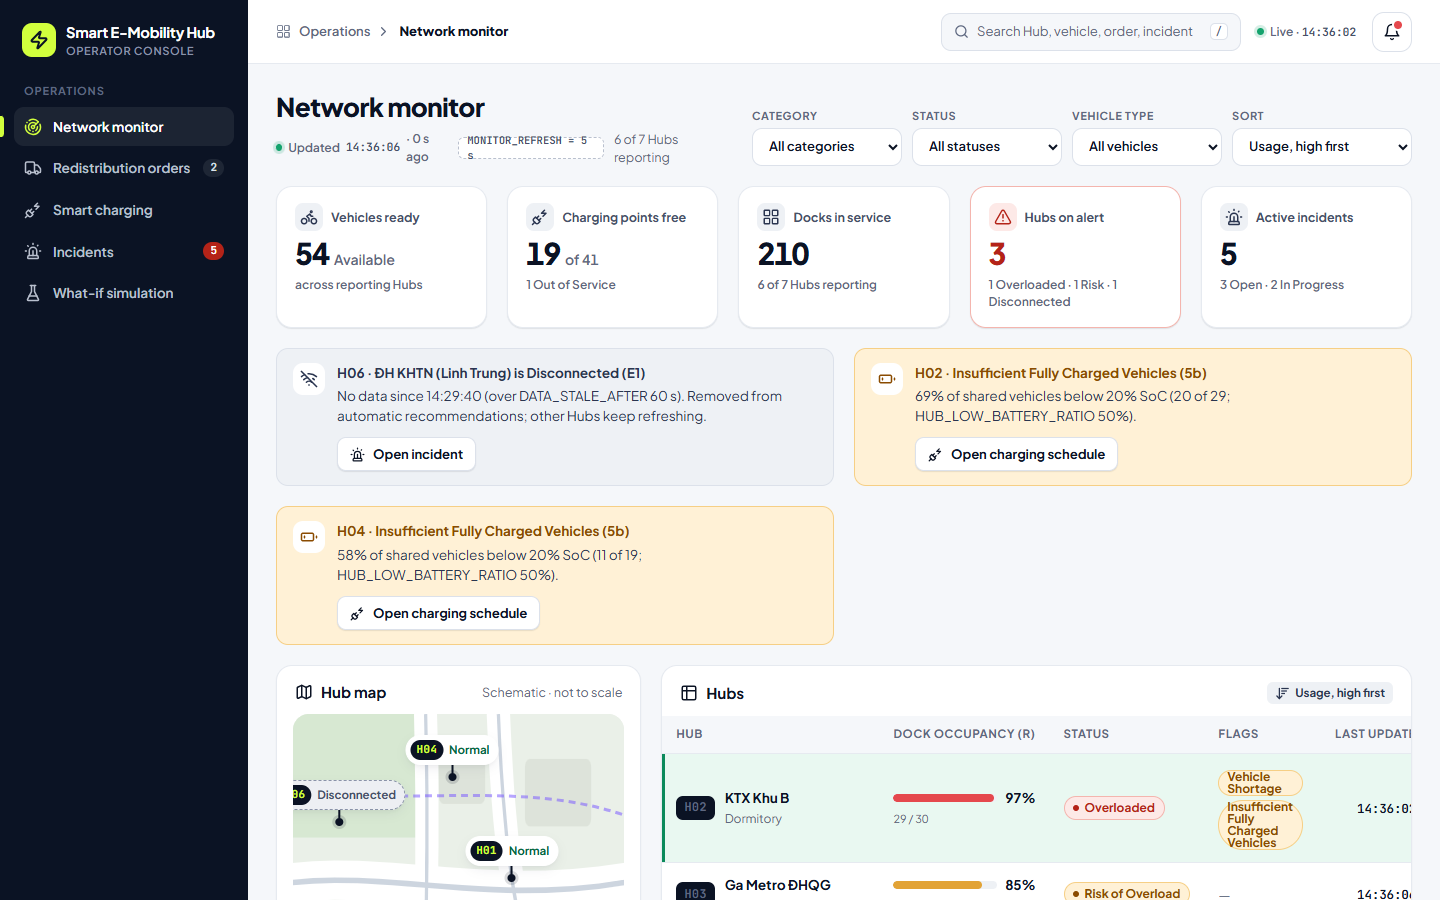 Smart E-Mobility Hub
OPERATOR CONSOLE
OPERATIONS
Network monitor
Redistribution orders 2
Smart charging
Incidents 5
What-if simulation
Operations > Network monitor
Search Hub, vehicle, order, incident /
Live · 14:36:02
Network monitor
Updated 14:36:06 · 0 s
ago
MONITOR_REFRESH = 5
s
6 of 7 Hubs
reporting
CATEGORY
All categories
STATUS
All statuses
VEHICLE TYPE
All vehicles
SORT
Usage, high first
Vehicles ready
54 Available
across reporting Hubs
Charging points free
19 of 41
1 Out of Service
Docks in service
210
6 of 7 Hubs reporting
Hubs on alert
3
1 Overloaded · 1 Risk · 1
Disconnected
Active incidents
5
3 Open · 2 In Progress
H06 · ĐH KHTN (Linh Trung) is Disconnected (E1)
No data since 14:29:40 (over DATA_STALE_AFTER 60 s). Removed from
automatic recommendations; other Hubs keep refreshing.
Open incident
H02 · Insufficient Fully Charged Vehicles (5b)
69% of shared vehicles below 20% SoC (20 of 29;
HUB_LOW_BATTERY_RATIO 50%).
Open charging schedule
H04 · Insufficient Fully Charged Vehicles (5b)
58% of shared vehicles below 20% SoC (11 of 19;
HUB_LOW_BATTERY_RATIO 50%).
Open charging schedule
Hub map
Schematic · not to scale
H04 Normal
06 Disconnected
H01 Normal
Hubs
Usage, high first
HUB DOCK OCCUPANCY (R) STATUS FLAGS LAST UPDAT
H02
KTX Khu B
Dormitory
97%
29 / 30
Overloaded
Vehicle
Shortage
Insufficient
Fully
Charged
Vehicles
14:36:0
H03
Ga Metro ĐHQG
85%
Risk of Overload
—
14:36:0